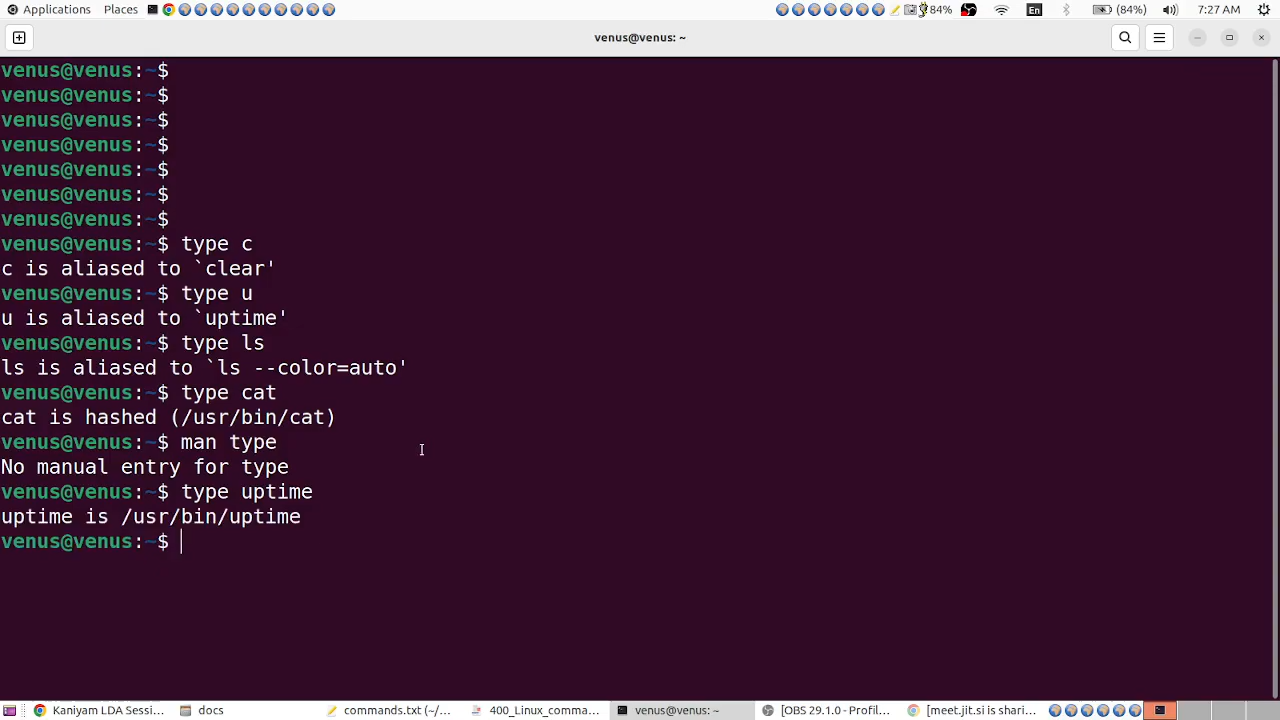 Applications Places 84% En (84%) 7:27 AM
venus@venus: ~
venus@venus:~$
venus@venus:~$
venus@venus:~$
venus@venus:~$
venus@venus:~$
venus@venus:~$
venus@venus:~$
venus@venus:~$ type c
c is aliased to `clear'
venus@venus:~$ type u
u is aliased to `uptime'
venus@venus:~$ type ls
ls is aliased to `ls --color=auto'
venus@venus:~$ type cat
cat is hashed (/usr/bin/cat)
venus@venus:~$ man type
No manual entry for type
venus@venus:~$ type uptime
uptime is /usr/bin/uptime
venus@venus:~$
Kaniyam LDA Sessi... docs commands.txt (~/... 400_Linux_comma... venus@venus: ~ [OBS 29.1.0 - Profil... [meet.jit.si is shari...